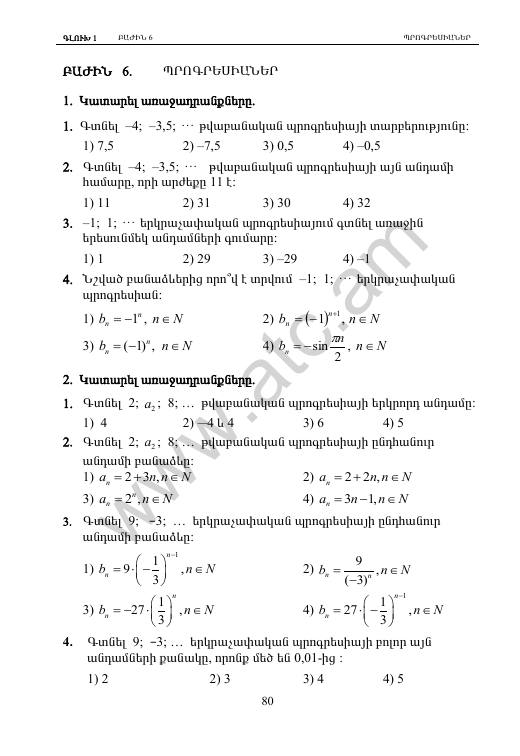 ԳԼՈՒԽ 1 ԲԱԺԻՆ 6 ՊՐՈԳՐԵՍԻԱՆԵՐ
ԲԱԺԻՆ 6. ՊՐՈԳՐԵՍԻԱՆԵՐ
1. Կատարել առաջադրանքները.
1. Գտնել –4; –3,5; ⋯ թվաբանական պրոգրեսիայի տարբերությունը:
1) 7,5 2) –7,5 3) 0,5 4) –0,5
2. Գտնել –4; –3,5; ⋯ թվաբանական պրոգրեսիայի այն անդամի
համարը, որի արժեքը 11 է:
1) 11 2) 31 3) 30 4) 32
3. –1; 1; ⋯ երկրաչափական պրոգրեսիայում գտնել առաջին
երեսունմեկ անդամների գումարը:
1) 1 2) 29 3) –29 4) –1
4. Նշված բանաձևերից որո՞վ է տրվում –1; 1; ⋯ երկրաչափական
պրոգրեսիան:
1) bₙ = –1ⁿ, n∈N 2) bₙ = (–1)ⁿ⁺¹, n∈N
3) bₙ = (–1)ⁿ, n∈N 4) bₙ = –sin πn/2, n∈N
2. Կատարել առաջադրանքները.
1. Գտնել 2; a₂; 8; … թվաբանական պրոգրեսիայի երկրորդ անդամը:
1) 4 2) –4 և 4 3) 6 4) 5
2. Գտնել 2; a₂; 8; … թվաբանական պրոգրեսիայի ընդհանուր
անդամի բանաձևը:
1) aₙ = 2+3n, n∈N 2) aₙ = 2+2n, n∈N
3) aₙ = 2ⁿ, n∈N 4) aₙ = 3n–1, n∈N
3. Գտնել 9; –3; … երկրաչափական պրոգրեսիայի ընդհանուր
անդամի բանաձևը:
1) bₙ = 9·(–1/3)ⁿ⁻¹, n∈N 2) bₙ = 9/(–3)ⁿ, n∈N
3) bₙ = –27·(1/3)ⁿ, n∈N 4) bₙ = 27·(–1/3)ⁿ⁻¹, n∈N
4. Գտնել 9; –3; … երկրաչափական պրոգրեսիայի բոլոր այն
անդամների քանակը, որոնք մեծ են 0,01-ից :
1) 2 2) 3 3) 4 4) 5
80
www.atc.am